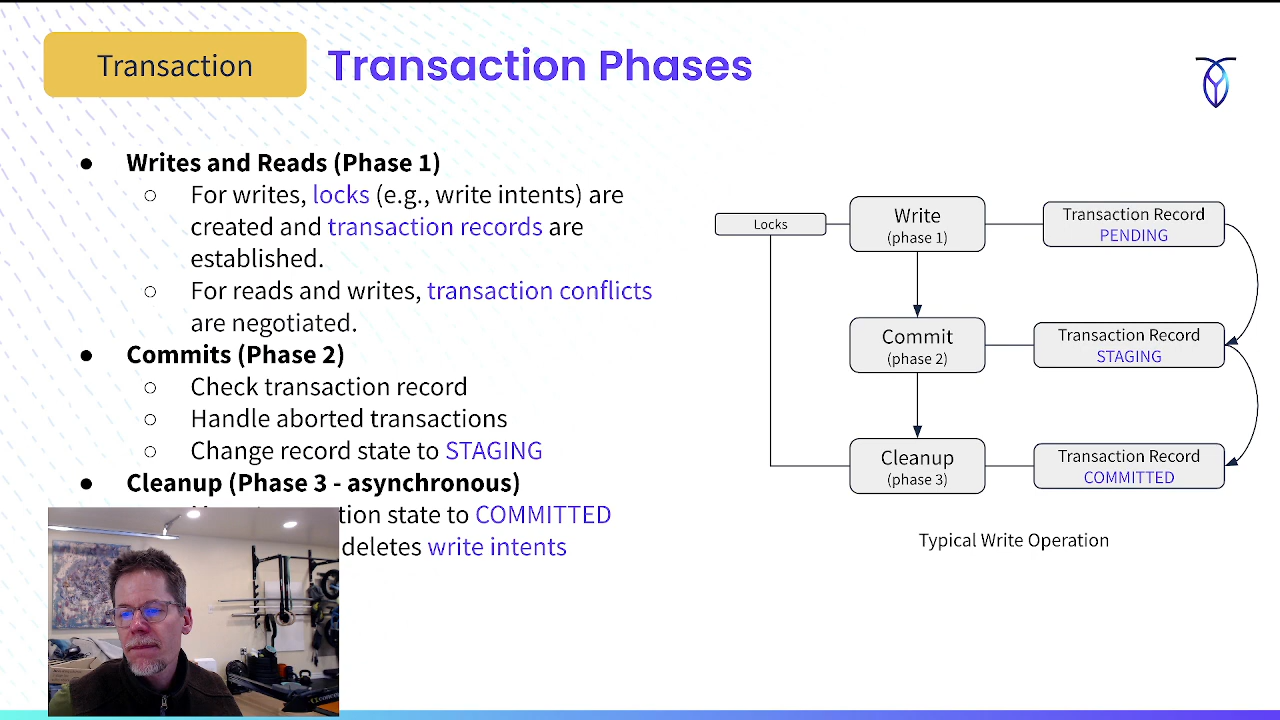 Transaction
Transaction Phases
● Writes and Reads (Phase 1)
○ For writes, locks (e.g., write intents) are
created and transaction records are
established.
○ For reads and writes, transaction conflicts
are negotiated.
● Commits (Phase 2)
○ Check transaction record
○ Handle aborted transactions
○ Change record state to STAGING
● Cleanup (Phase 3 - asynchronous)
tion state to COMMITTED
deletes write intents
Locks
Write
(phase 1)
Transaction Record
PENDING
Commit
(phase 2)
Transaction Record
STAGING
Cleanup
(phase 3)
Transaction Record
COMMITTED
Typical Write Operation